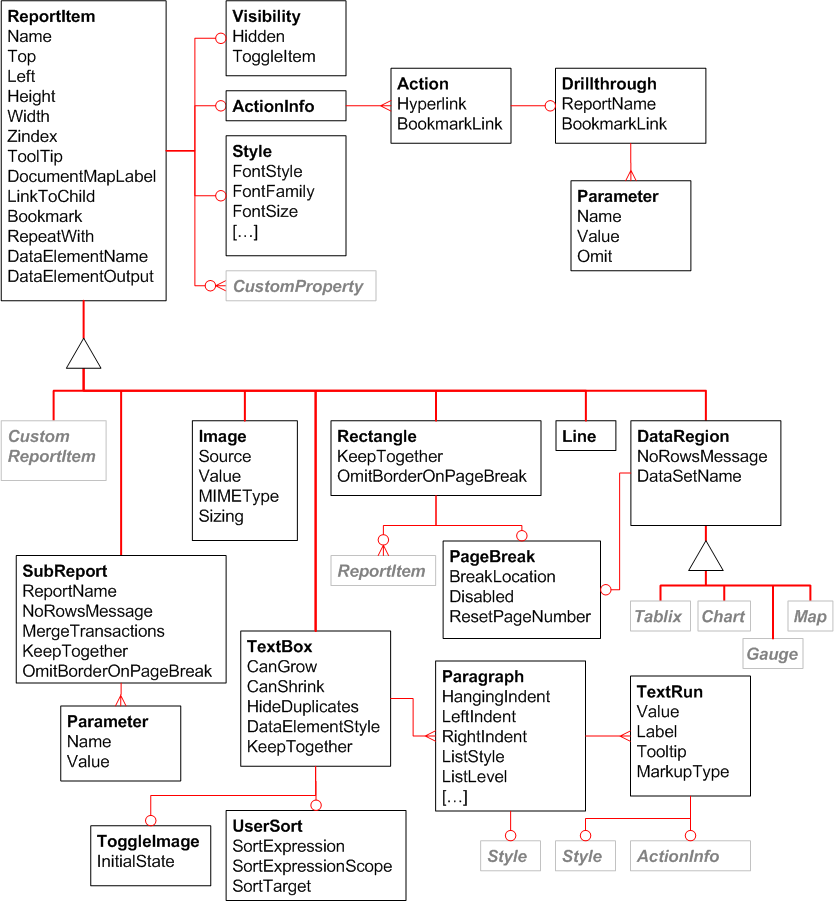 ReportItem
Name
Top
Left
Height
Width
Zindex
ToolTip
DocumentMapLabel
LinkToChild
Bookmark
RepeatWith
DataElementName
DataElementOutput
Visibility
Hidden
ToggleItem
ActionInfo
Style
FontStyle
FontFamily
FontSize
[...]
CustomProperty
Action
Hyperlink
BookmarkLink
Drillthrough
ReportName
BookmarkLink
Parameter
Name
Value
Omit
Custom
ReportItem
Image
Source
Value
MIMEType
Sizing
Rectangle
KeepTogether
OmitBorderOnPageBreak
Line
DataRegion
NoRowsMessage
DataSetName
SubReport
ReportName
NoRowsMessage
MergeTransactions
KeepTogether
OmitBorderOnPageBreak
ReportItem
PageBreak
BreakLocation
Disabled
ResetPageNumber
Tablix
Chart
Map
Gauge
Parameter
Name
Value
TextBox
CanGrow
CanShrink
HideDuplicates
DataElementStyle
KeepTogether
Paragraph
HangingIndent
LeftIndent
RightIndent
ListStyle
ListLevel
[...]
TextRun
Value
Label
Tooltip
MarkupType
ToggleImage
InitialState
UserSort
SortExpression
SortExpressionScope
SortTarget
Style
Style
ActionInfo